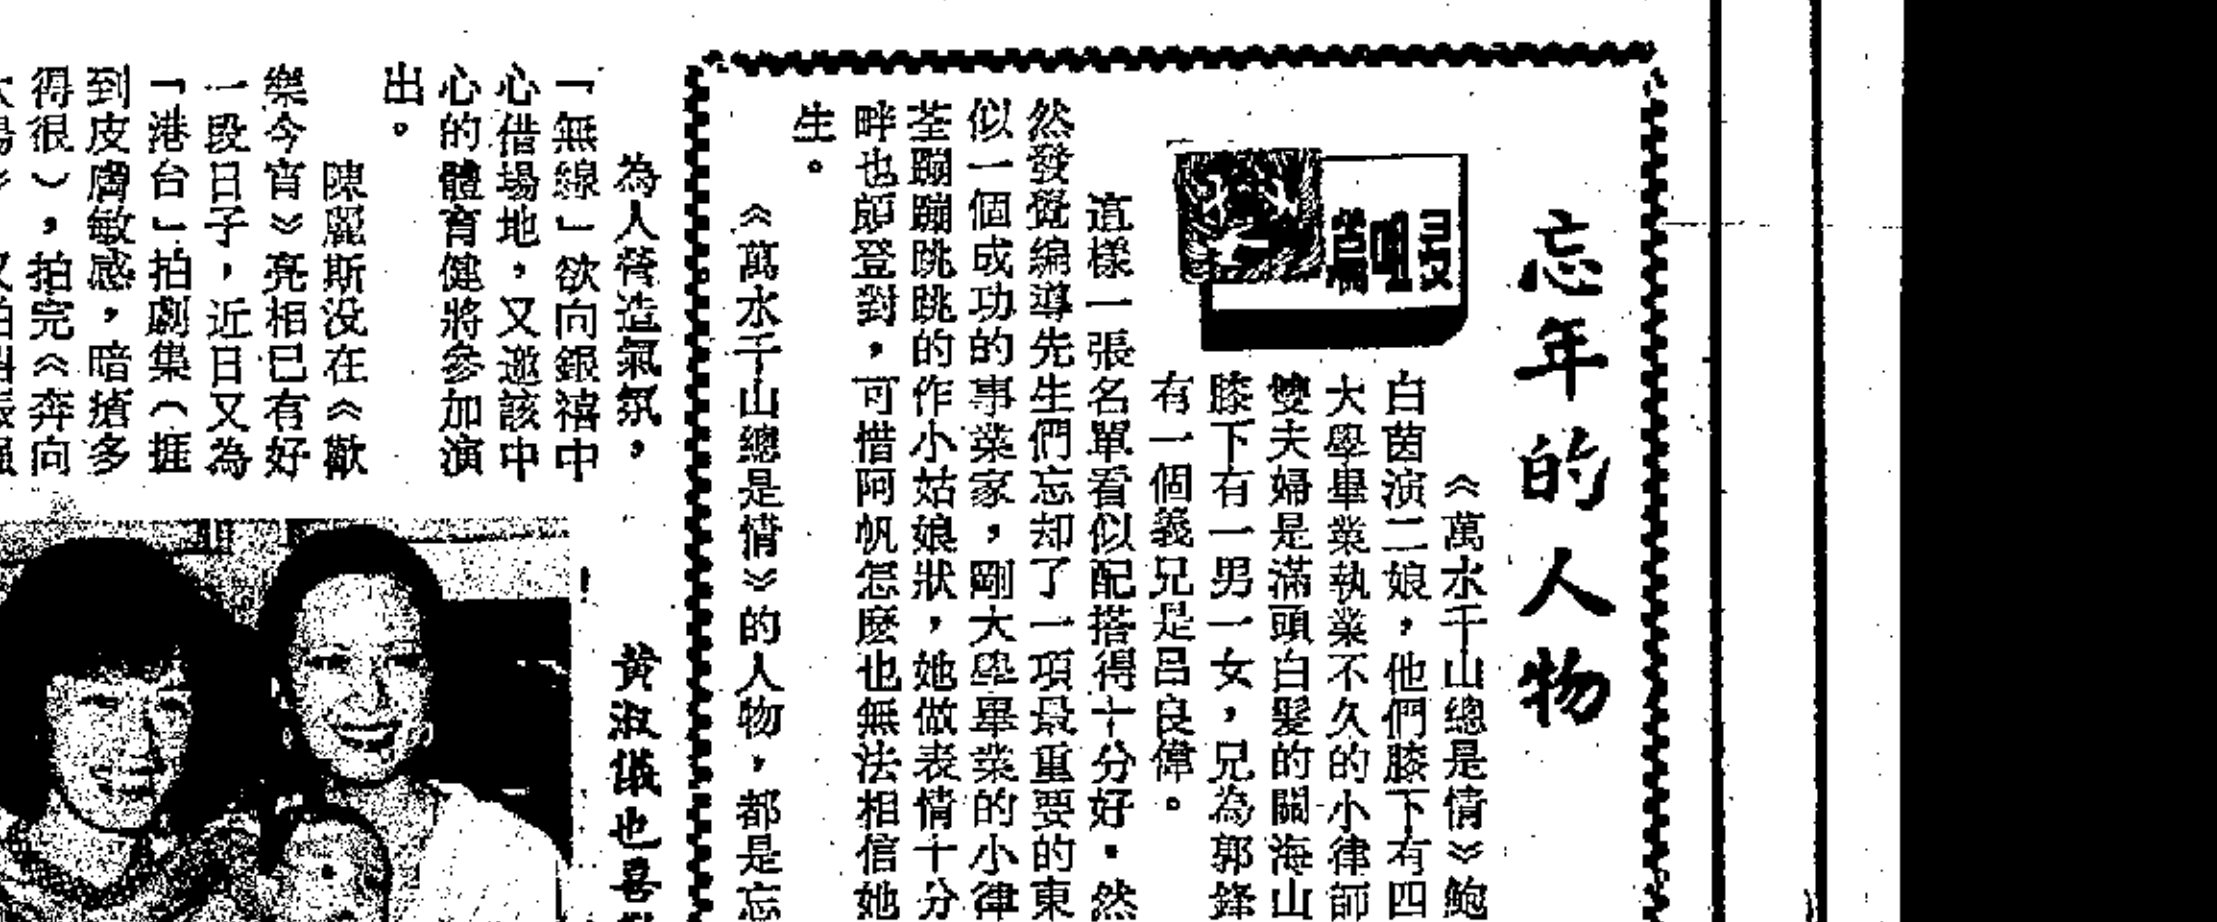 忘年的人物
《萬水千山總是情》鮑
白茵演二娘，他們膝下有四
大學畢業執業不久的小律師
雙夫婦是滿頭白髮的關海山
膝下有一男一女，兄為郭鋒
有一個義兄是呂良偉。
這樣一張名單看似配搭得十分好。然
然發覺編導先生們忘却了一項最重要的東
似一個成功的事業家，剛大學畢業的小律
荃蹦蹦跳跳的作小姑娘狀，她做表情十分
畔也頗登對，可惜阿帆怎麽也無法相信她
生。
《萬水千山總是情》的人物，都是忘
為人營造氣氛，
「無線」欲向銀禧中
心借場地，又邀該中
心的體育健將參加演
出。
陳麗斯没在《歡
樂今宵》亮相已有好
一段日子，近日又為
「港台」拍劇集（捱
到皮膚敏感，暗瘡多
得很），拍完《奔向
黃淑儀也喜